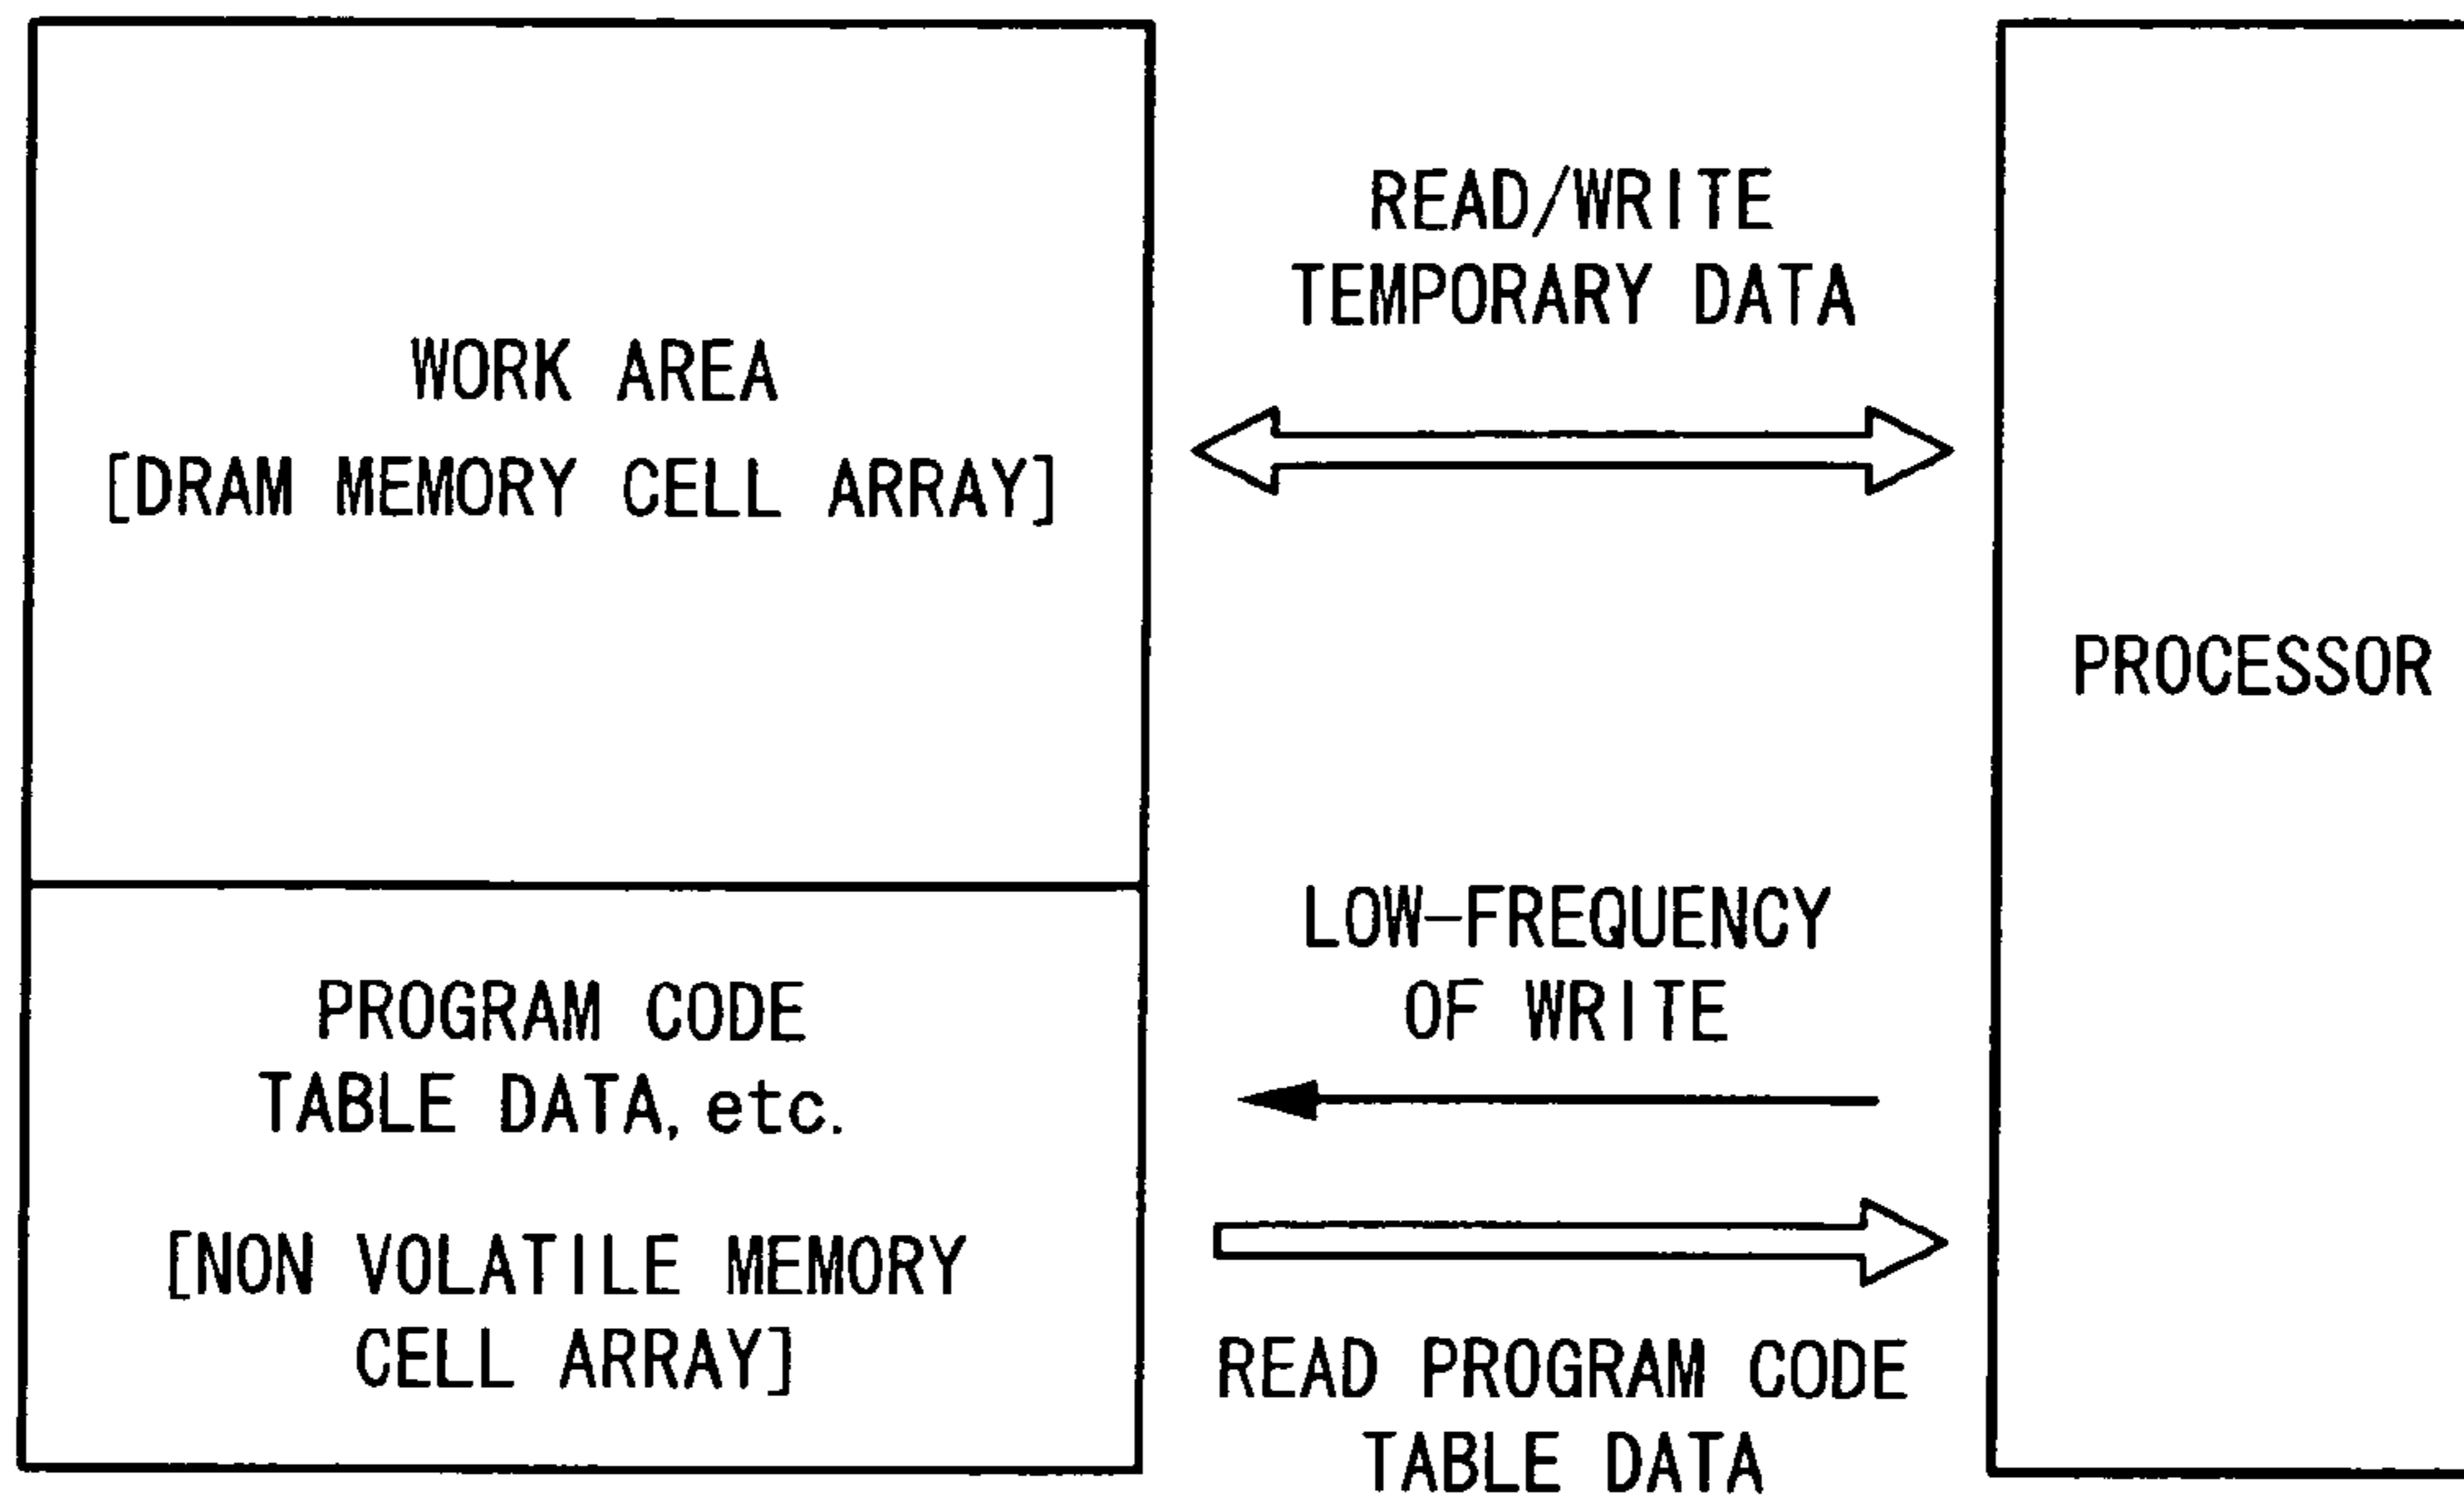 WORK AREA
[DRAM MEMORY CELL ARRAY]
PROGRAM CODE
TABLE DATA, etc.
[NON VOLATILE MEMORY
CELL ARRAY]
READ/WRITE
TEMPORARY DATA
LOW-FREQUENCY
OF WRITE
READ PROGRAM CODE
TABLE DATA
PROCESSOR